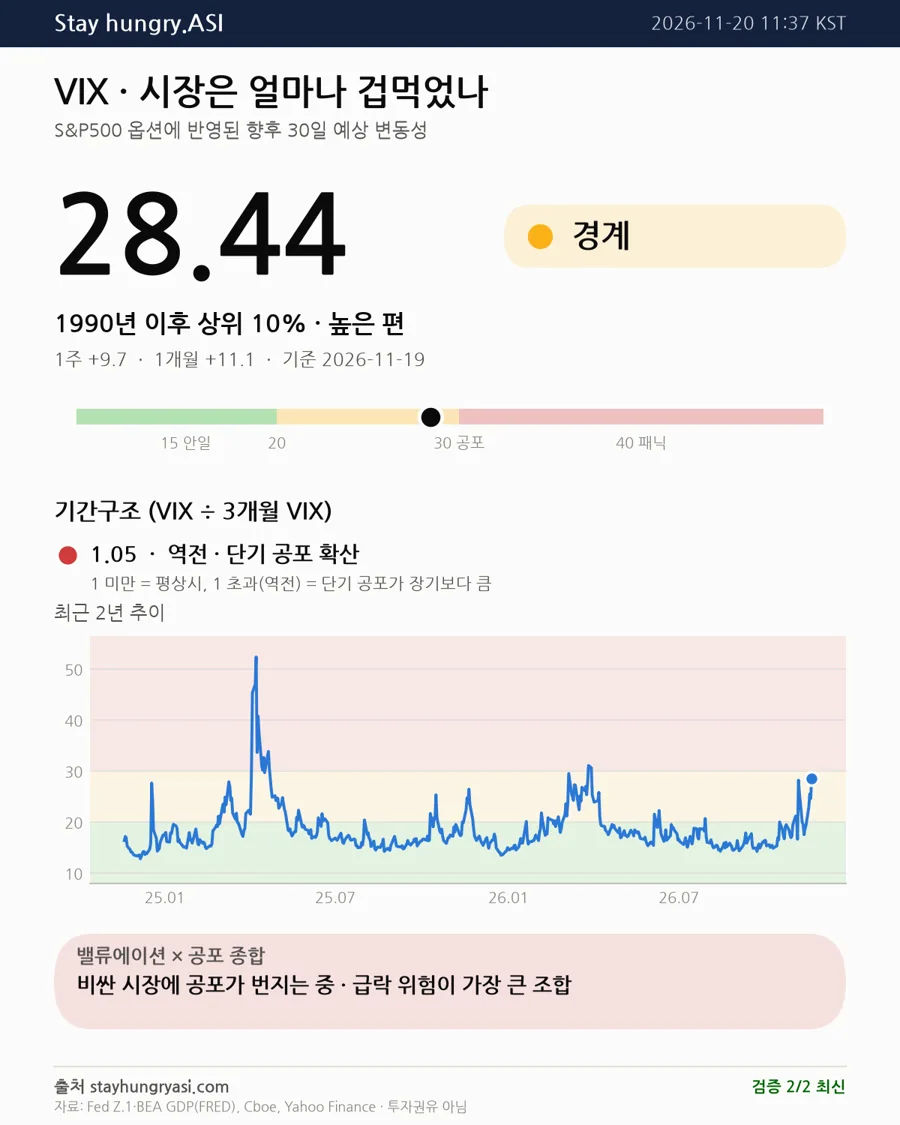 Stay hungry.ASI
2026-11-20 11:37 KST
VIX · 시장은 얼마나 겁먹었나
S&P500 옵션에 반영된 향후 30일 예상 변동성
28.44
경계
1990년 이후 상위 10% · 높은 편
1주 +9.7 · 1개월 +11.1 · 기준 2026-11-19
15 안일 20 30 공포 40 패닉
기간구조 (VIX ÷ 3개월 VIX)
1.05 · 역전 · 단기 공포 확산
1 미만 = 평상시, 1 초과(역전) = 단기 공포가 장기보다 큼
최근 2년 추이
50
40
30
20
10
25.01 25.07 26.01 26.07
밸류에이션 × 공포 종합
비싼 시장에 공포가 번지는 중 · 급락 위험이 가장 큰 조합
출처 stayhungryasi.com
검증 2/2 최신
자료: Fed Z.1·BEA GDP(FRED), Cboe, Yahoo Finance · 투자권유 아님